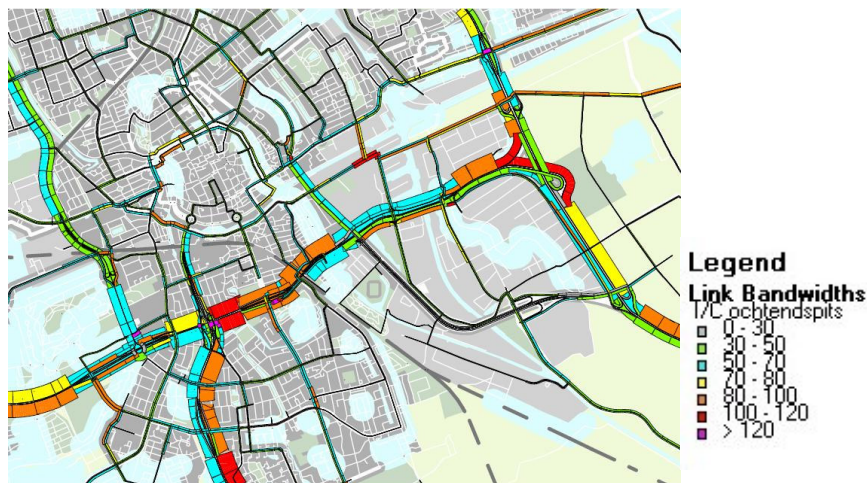 Legend
Link Bandwidths
I/C ochtendspits
0 - 30
30 - 50
50 - 70
70 - 80
80 - 100
100 - 120
> 120